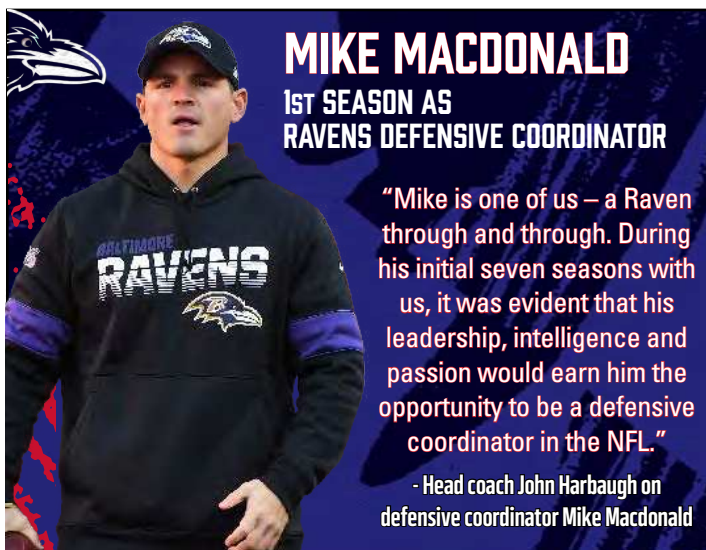 MIKE MACDONALD
1ST SEASON AS
RAVENS DEFENSIVE COORDINATOR
“Mike is one of us – a Raven
through and through. During
his initial seven seasons with
us, it was evident that his
leadership, intelligence and
passion would earn him the
opportunity to be a defensive
coordinator in the NFL.”
- Head coach John Harbaugh on
defensive coordinator Mike Macdonald
BALTIMORE
RAVENS
B